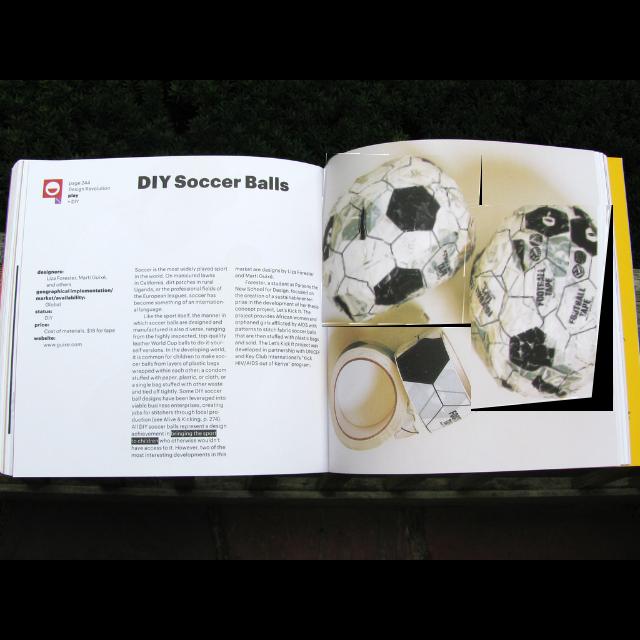 page 244
Design Revolution
play
DIY
DIY Soccer Balls
designers:
Liza Forester, Marti Guixé,
and others
geographical implementation/
market/availability:
Global
status:
DIY
price:
Cost of materials, $18 for tape
website:
www.guixe.com
Soccer is the most widely played sport
in the world. On manicured lawns
in California, dirt patches in rural
Uganda, or the professional fields of
the European leagues, soccer has
become something of an internation-
al language.
Like the sport itself, the manner in
which soccer balls are designed and
manufactured is also diverse, ranging
from the highly inspected, top-quality
leather World Cup balls to do-it-your-
self versions. In the developing world,
it is common for children to make soc-
cer balls from layers of plastic bags
wrapped within each other, a condom
stuffed with paper, plastic, or cloth, or
a single bag stuffed with other waste
and tied off tightly. Some DIY soccer
ball designs have been leveraged into
viable business enterprises, creating
jobs for stitchers through local pro-
duction (see Alive & Kicking, p. 274).
All DIY soccer balls represent a design
achievement in bringing the sport
to children who otherwise wouldn't
have access to it. However, two of the
most interesting developments in this
market are designs by Liza Forester
and Marti Guixé.
Forester, a student at Parsons the
New School for Design, focused on
the creation of a sustainable enter-
prise in the development of her thesis
concept project, Let's Kick It. The
project provides African women and
orphaned girls afflicted by AIDS with
patterns to stitch fabric soccer balls
that are then stuffed with plastic bags
and sold. The Let's Kick It project was
developed in partnership with UNICEF
and Key Club International's "Kick
HIV/AIDS out of Kenya" program.